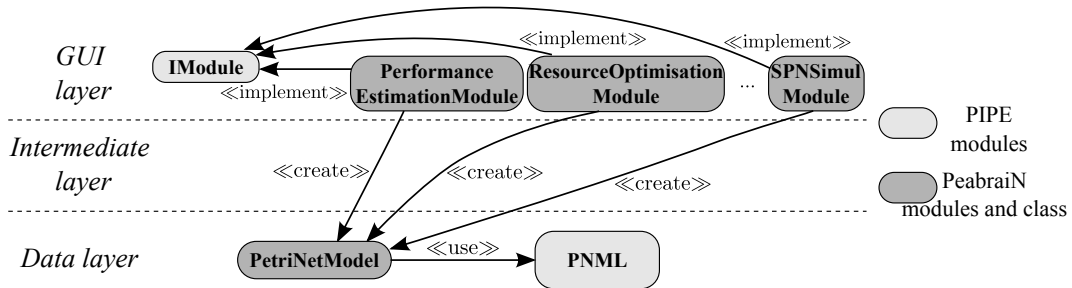 GUI
layer
IModule
≪implement≫
Performance
EstimationModule
≪implement≫
ResourceOptimisation
Module
...
≪implement≫
SPNSimul
Module
PIPE
modules
Intermediate
layer
≪create≫
≪create≫
≪create≫
PeabraiN
modules and class
Data layer
PetriNetModel
≪use≫
PNML